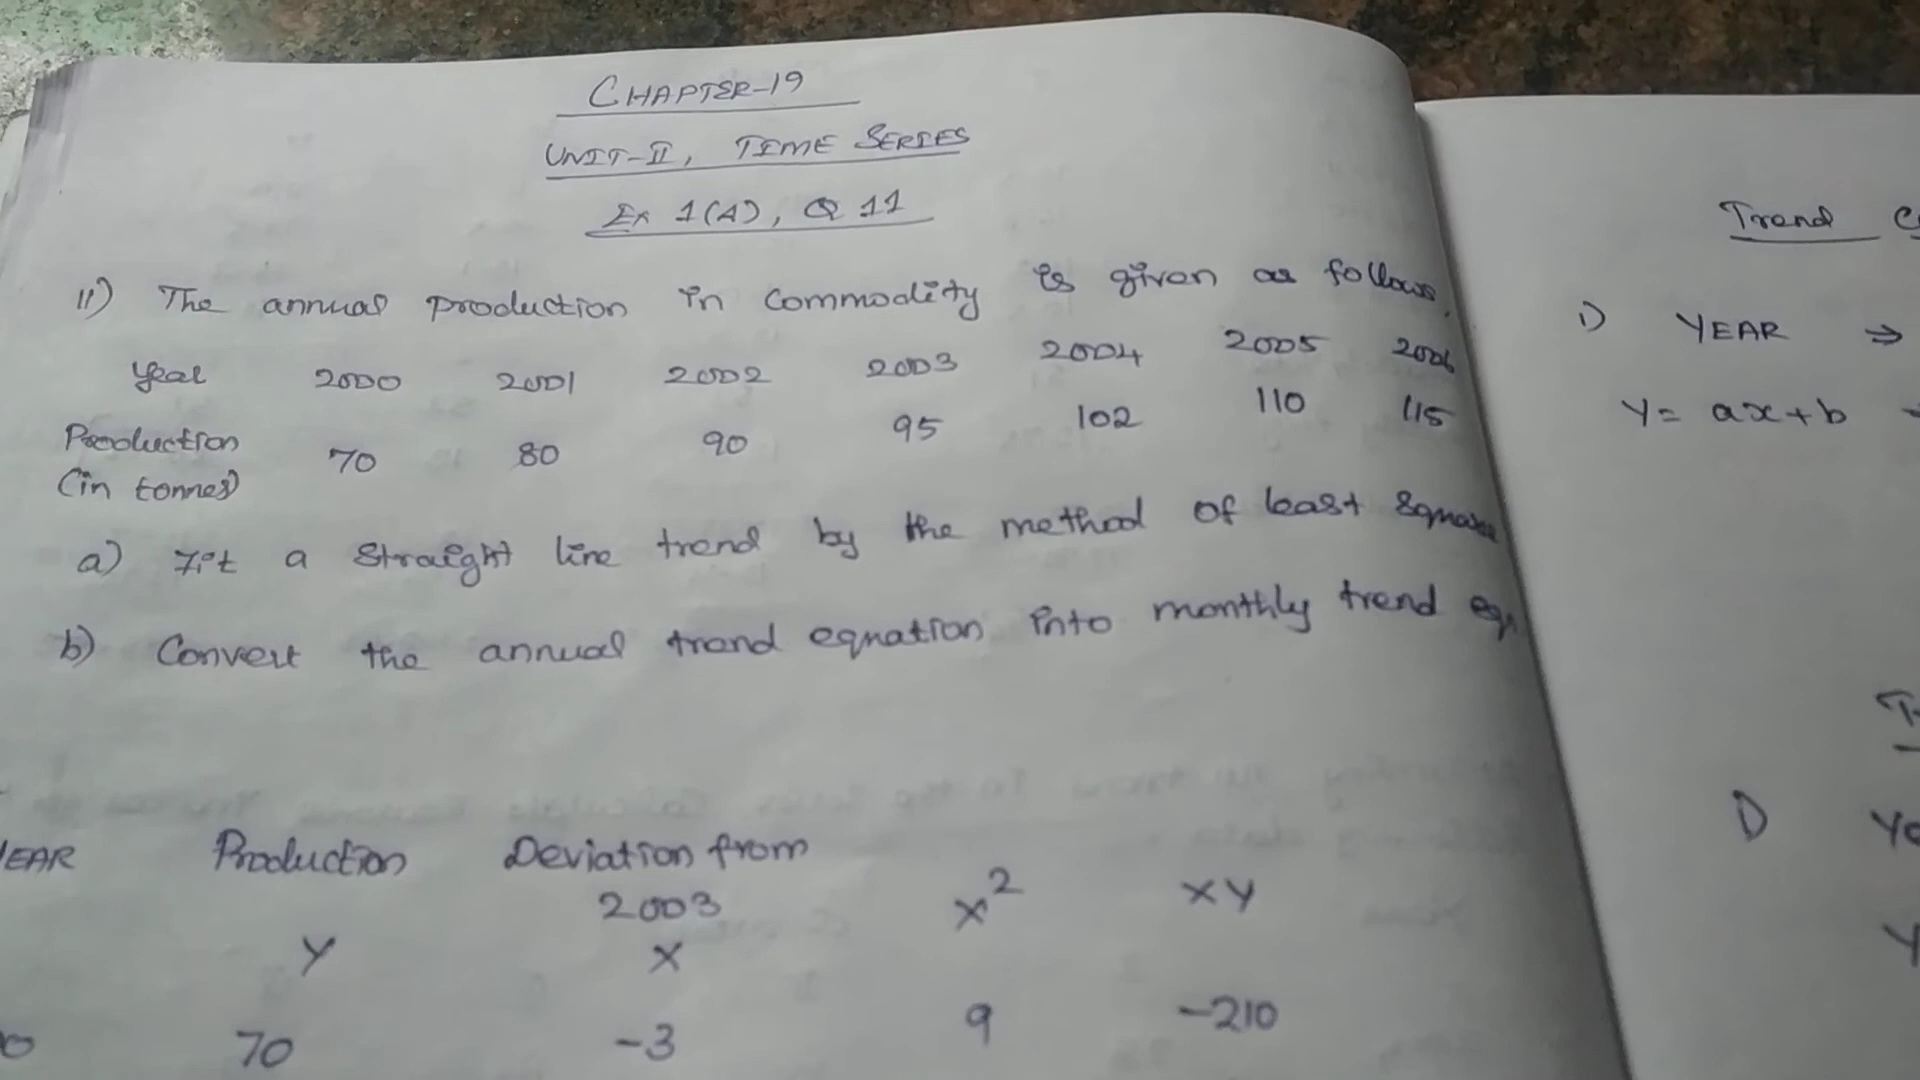 CHAPTER-19
UNIT-II, TIME SERIES
Ex 1(A), Q 11
11) The annual production in commodity is given as follows.
Year 2000 2001 2002 2003 2004 2005 2006
Production (in tonnes) 70 80 90 95 102 110 115
a) Fit a straight line trend by the method of least square
b) Convert the annual trend equation into monthly trend eqn
YEAR Production Deviation from
2003 x² xy
Y X
70 -3 9 -210
Trend
1) YEAR ⇒
Y = ax+b
1)